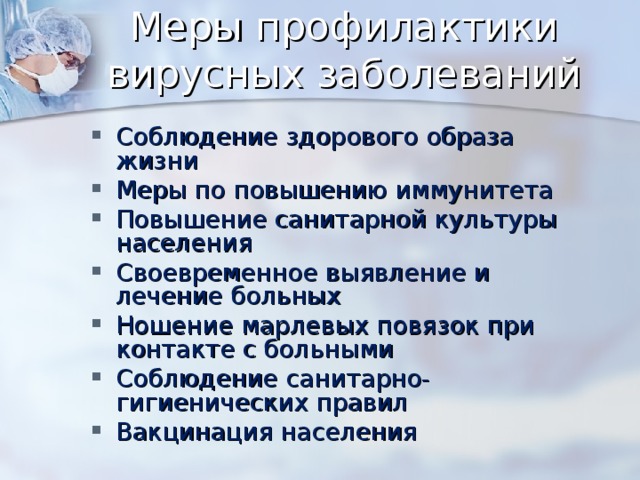 Меры профилактики
вирусных заболеваний
Соблюдение здорового образа
жизни
Меры по повышению иммунитета
Повышение санитарной культуры
населения
Своевременное выявление и
лечение больных
Ношение марлевых повязок при
контакте с больными
Соблюдение санитарно-
гигиенических правил
Вакцинация населения